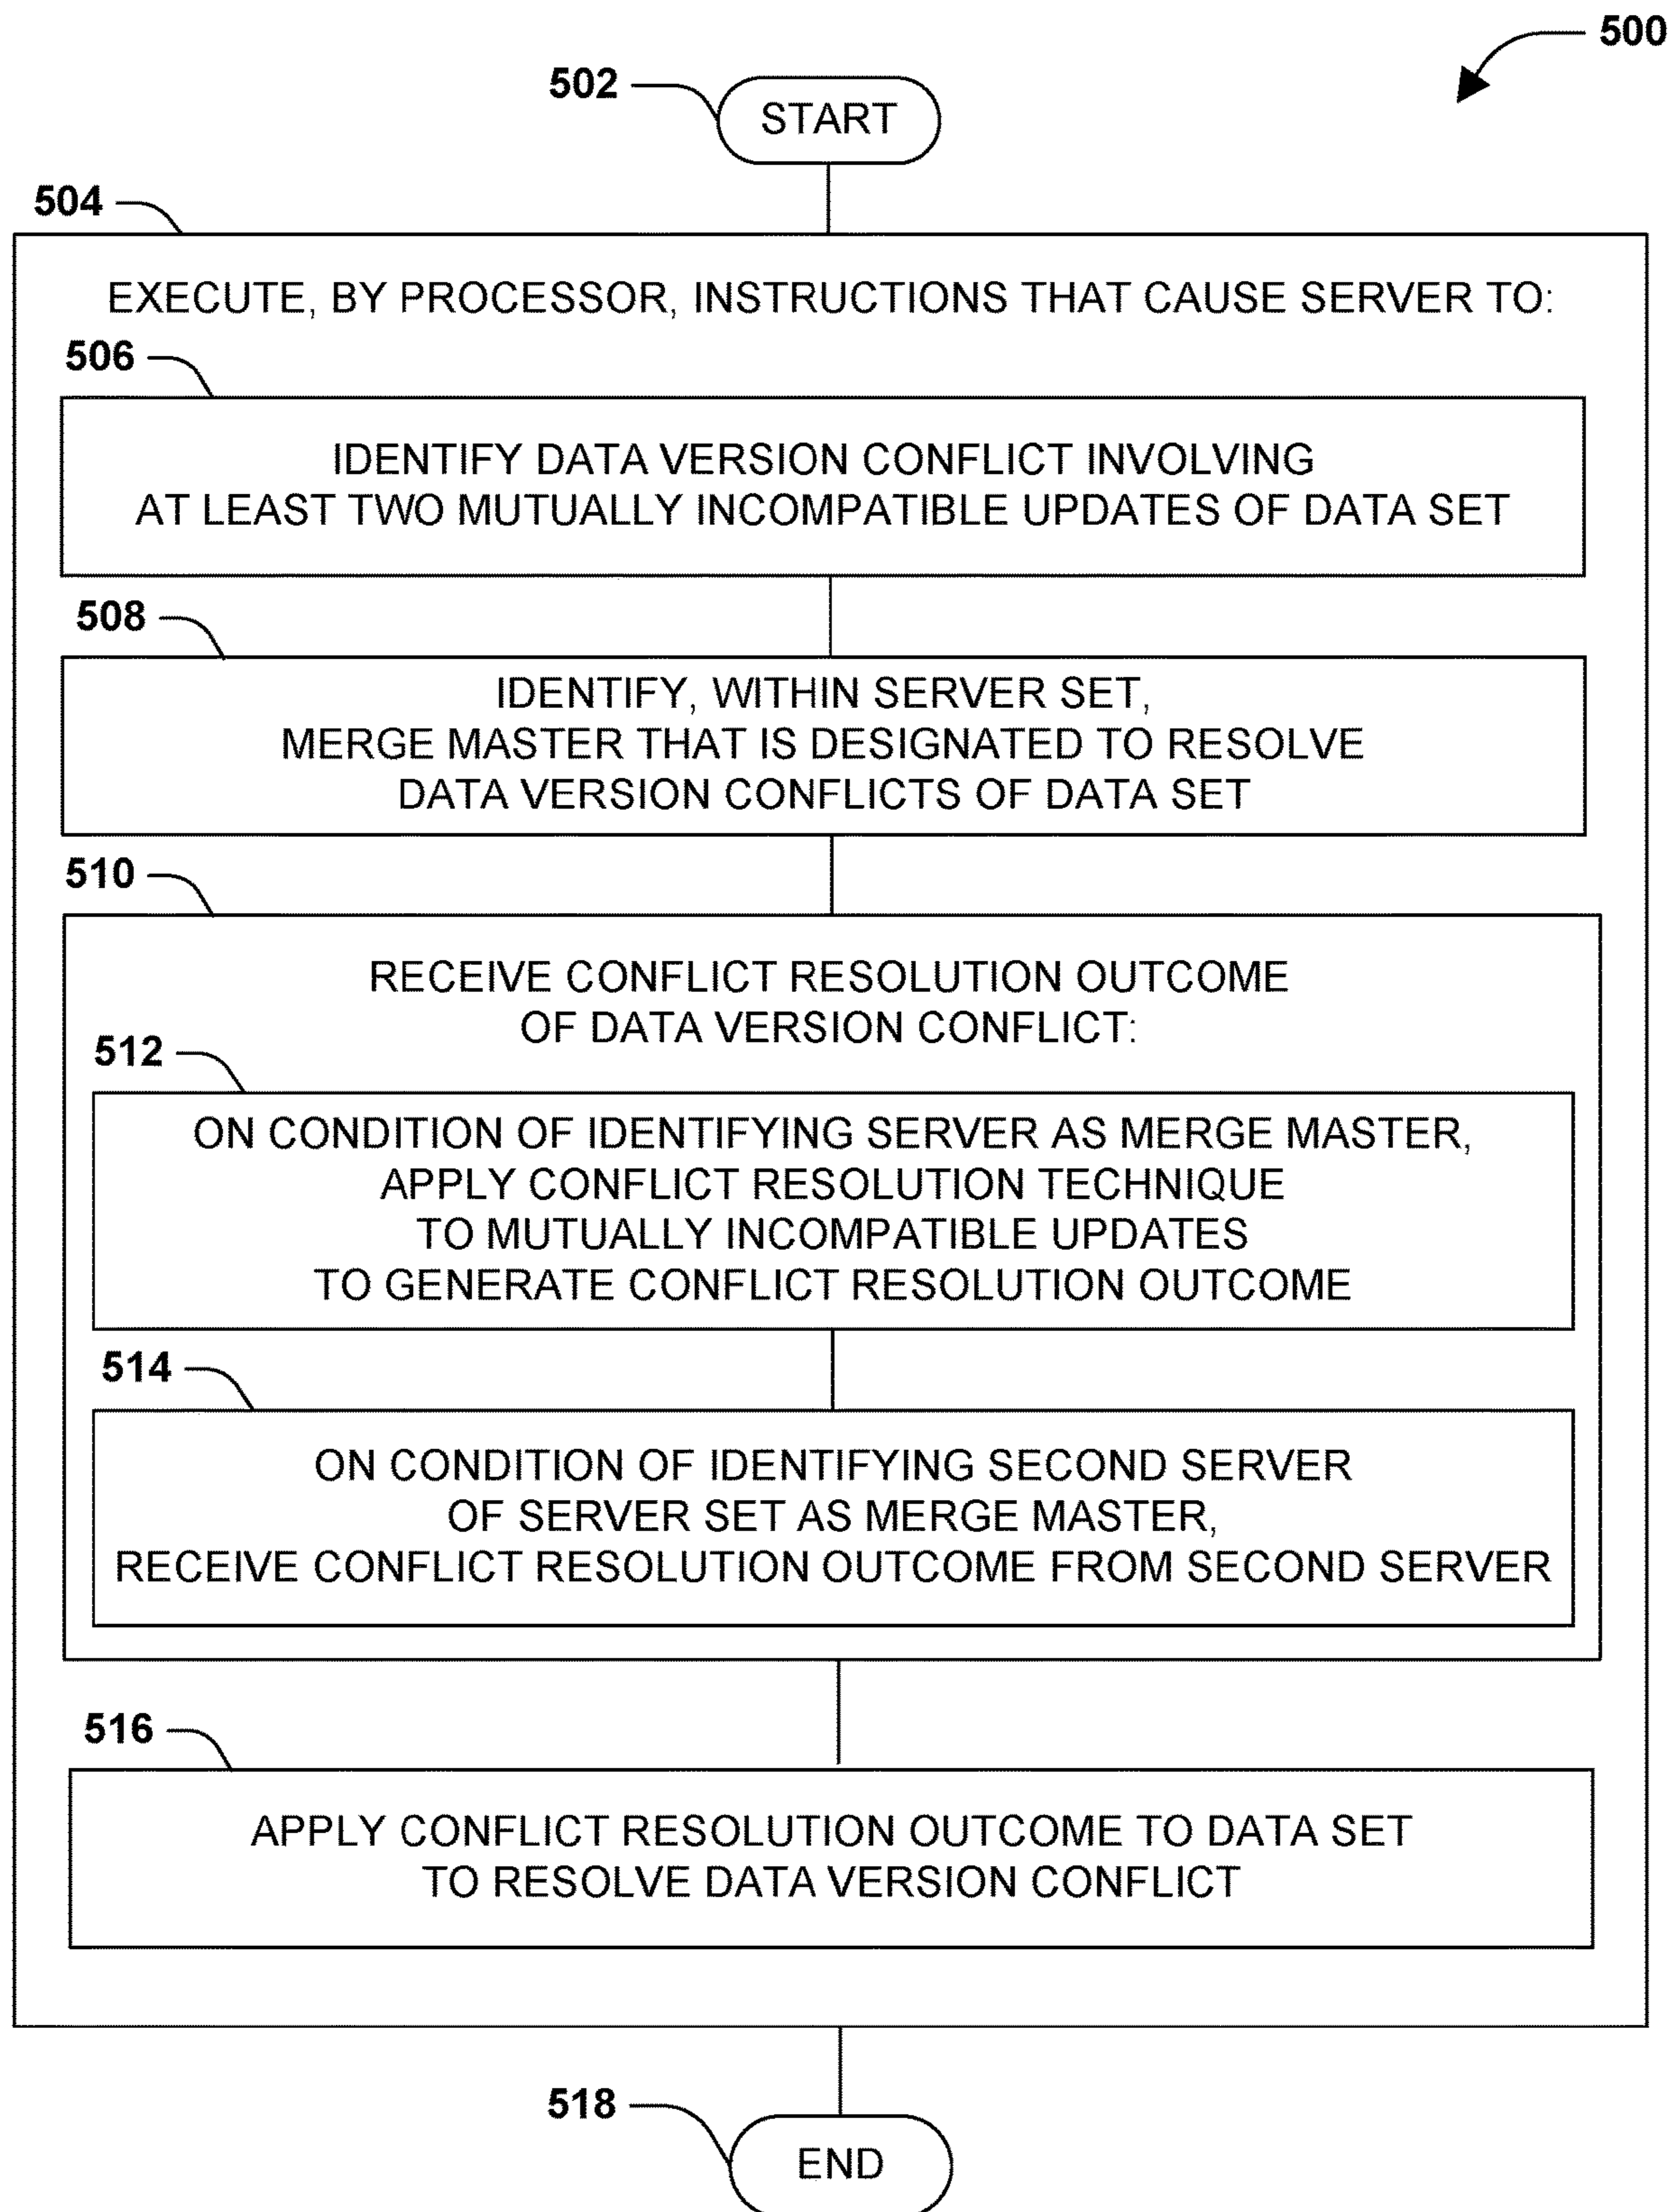 500
502
START
504
EXECUTE, BY PROCESSOR, INSTRUCTIONS THAT CAUSE SERVER TO:
506
IDENTIFY DATA VERSION CONFLICT INVOLVING
AT LEAST TWO MUTUALLY INCOMPATIBLE UPDATES OF DATA SET
508
IDENTIFY, WITHIN SERVER SET,
MERGE MASTER THAT IS DESIGNATED TO RESOLVE
DATA VERSION CONFLICTS OF DATA SET
510
RECEIVE CONFLICT RESOLUTION OUTCOME
OF DATA VERSION CONFLICT:
512
ON CONDITION OF IDENTIFYING SERVER AS MERGE MASTER,
APPLY CONFLICT RESOLUTION TECHNIQUE
TO MUTUALLY INCOMPATIBLE UPDATES
TO GENERATE CONFLICT RESOLUTION OUTCOME
514
ON CONDITION OF IDENTIFYING SECOND SERVER
OF SERVER SET AS MERGE MASTER,
RECEIVE CONFLICT RESOLUTION OUTCOME FROM SECOND SERVER
516
APPLY CONFLICT RESOLUTION OUTCOME TO DATA SET
TO RESOLVE DATA VERSION CONFLICT
518
END